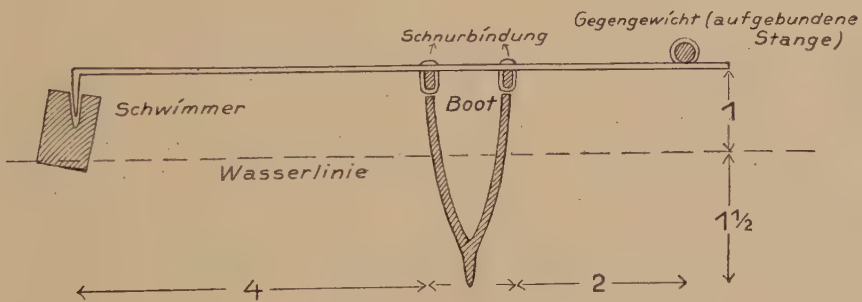 Schnurbindung
Gegengewicht (aufgebundene
Stange)
Schwimmer
Boot
1
Wasserlinie
1½
4
2